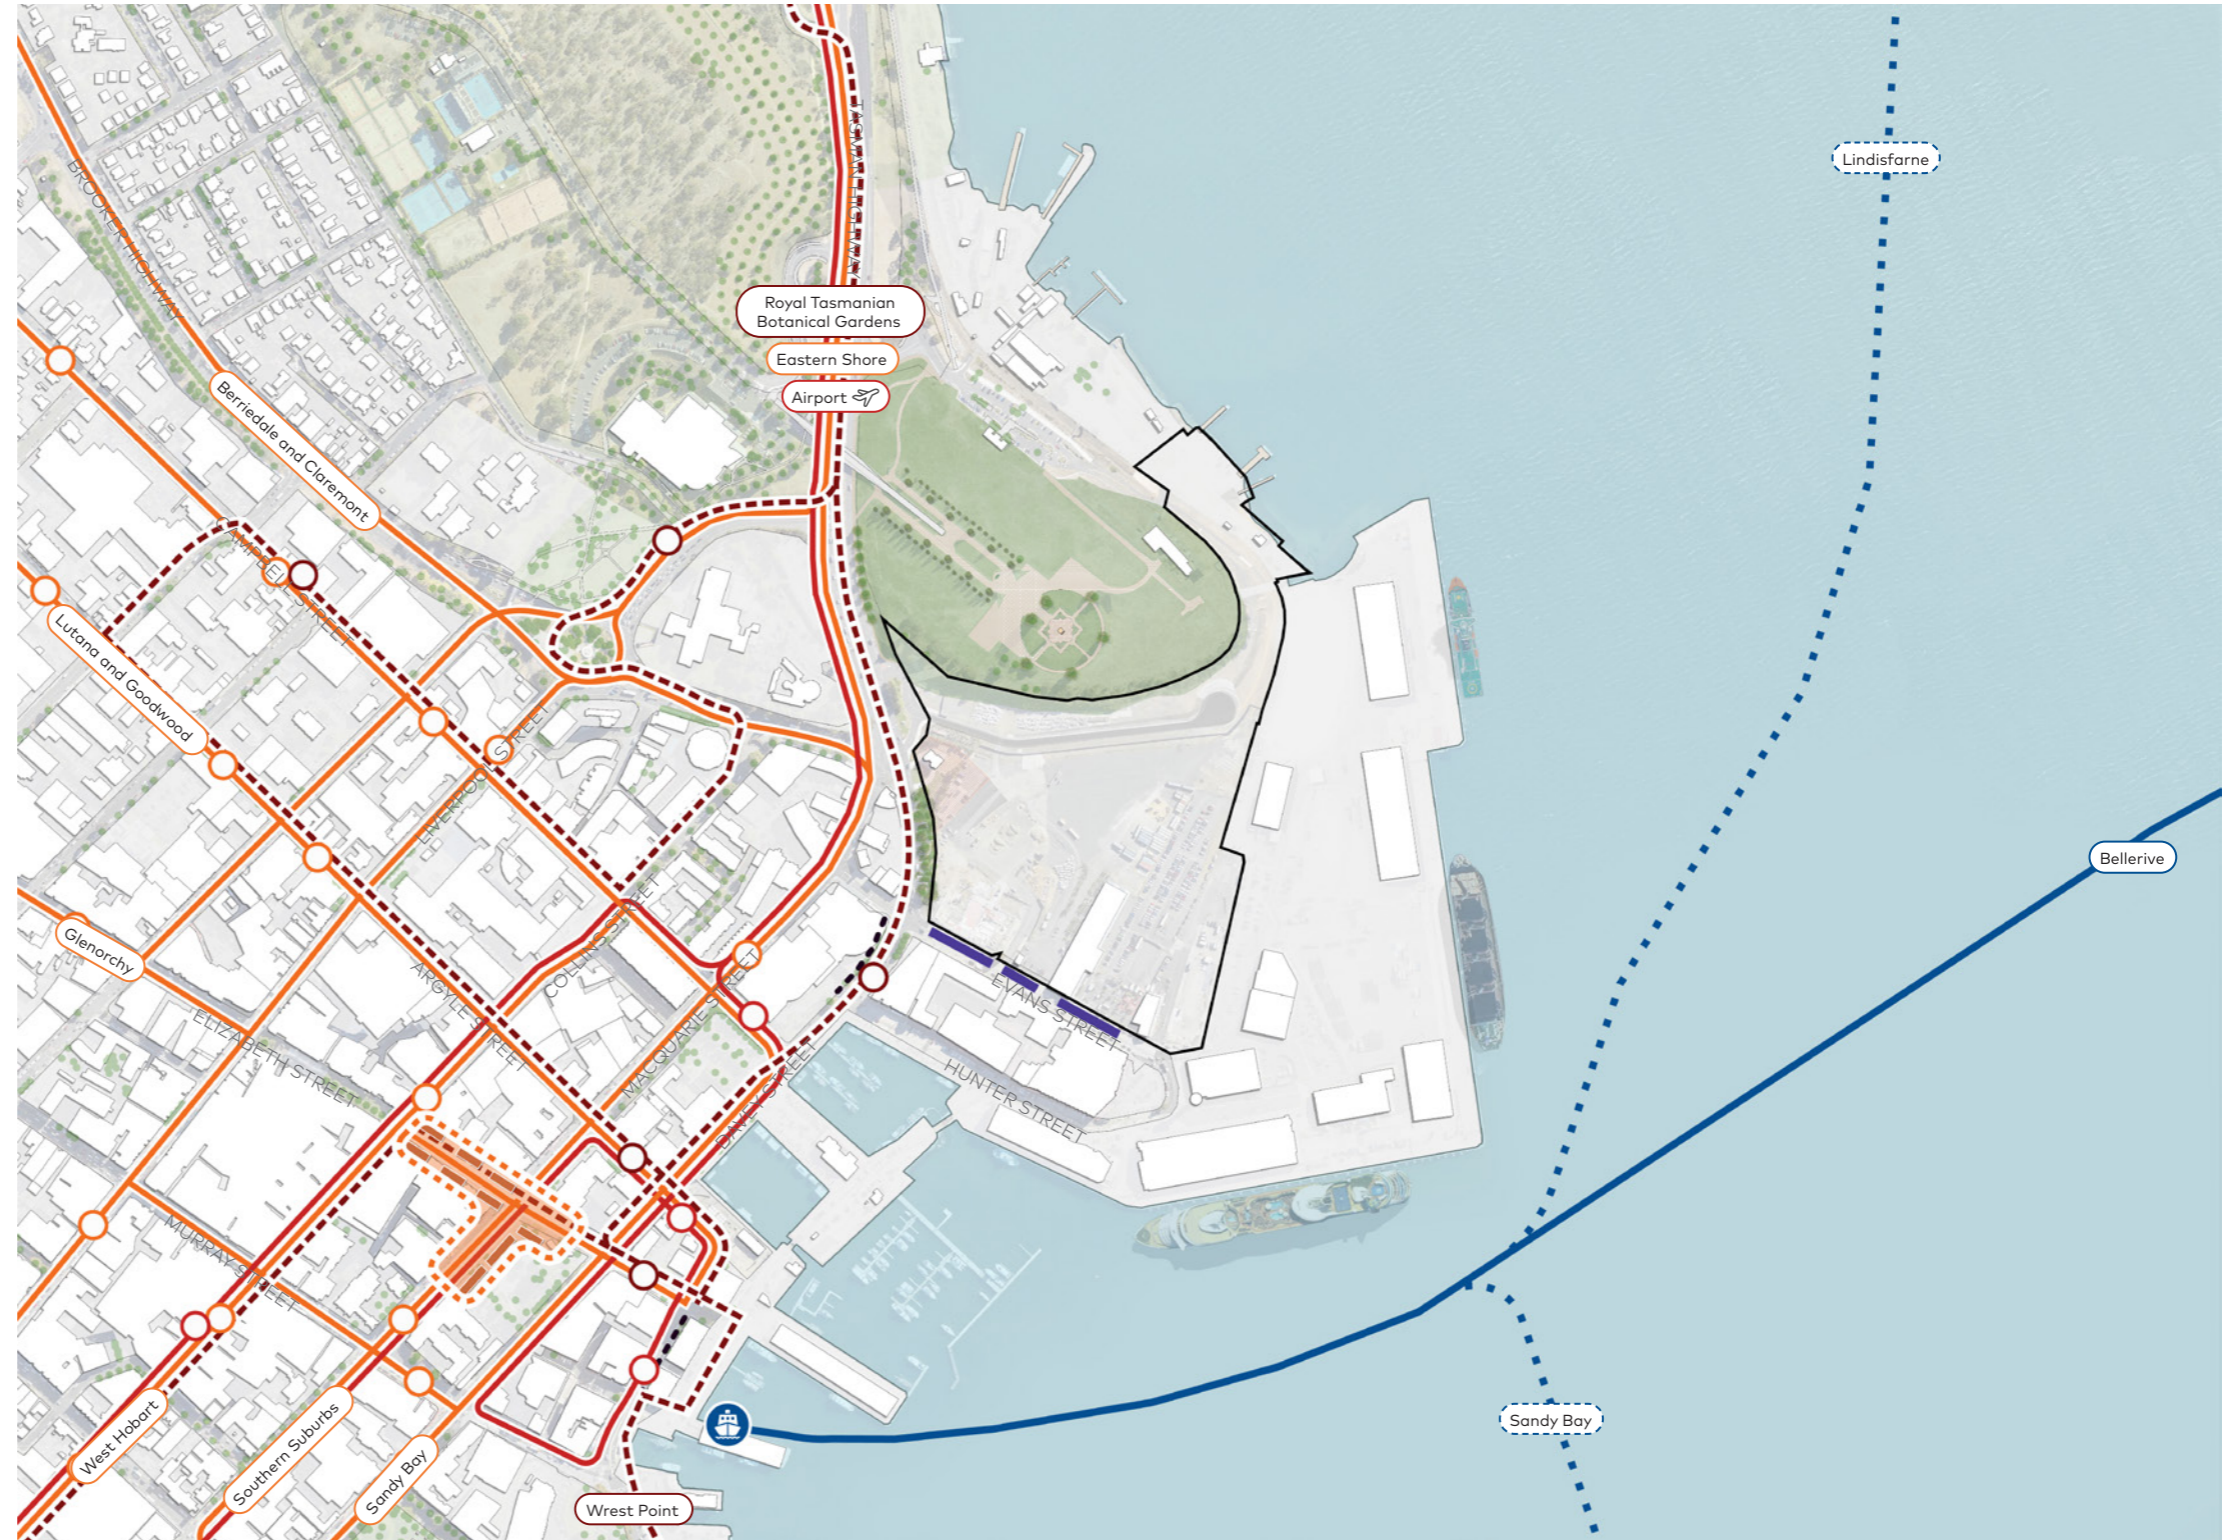 TASMAN HIGHWAY
Lindisfarne
BROOKER HIGHWAY
Royal Tasmanian
Botanical Gardens
Eastern Shore
Airport
Berriedale and Claremont
CAMPBELL STREET
Lutana and Goodwood
LIVERPOOL STREET
Bellerive
Glenorchy
COLLINS STREET
ARGYLE STREET
MACQUARIE STREET
EVANS STREET
ELIZABETH STREET
DAVEY STREET
HUNTER STREET
MURRAY STREET
West Hobart
Southern Suburbs
Sandy Bay
Sandy Bay
Wrest Point